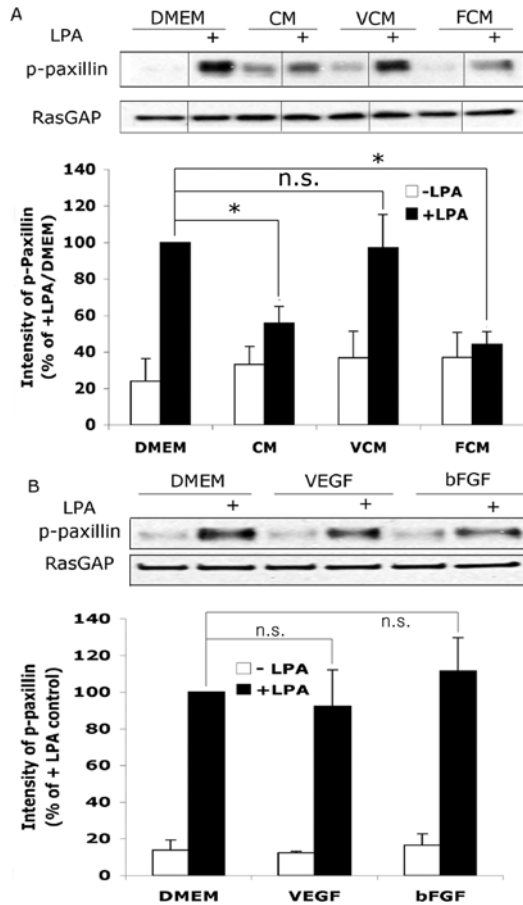 A
DMEM CM VCM FCM
LPA + + + +
p-paxillin
RasGAP
Intensity of p-Paxillin
(% of +LPA/DMEM)
140
120
100
80
60
40
20
0
*
n.s.
*
-LPA
+LPA
DMEM CM VCM FCM
B
DMEM VEGF bFGF
LPA + + +
p-paxillin
RasGAP
Intensity of p-paxillin
(% of + LPA control)
140
120
100
80
60
40
20
0
n.s.
n.s.
- LPA
+LPA
DMEM VEGF bFGF